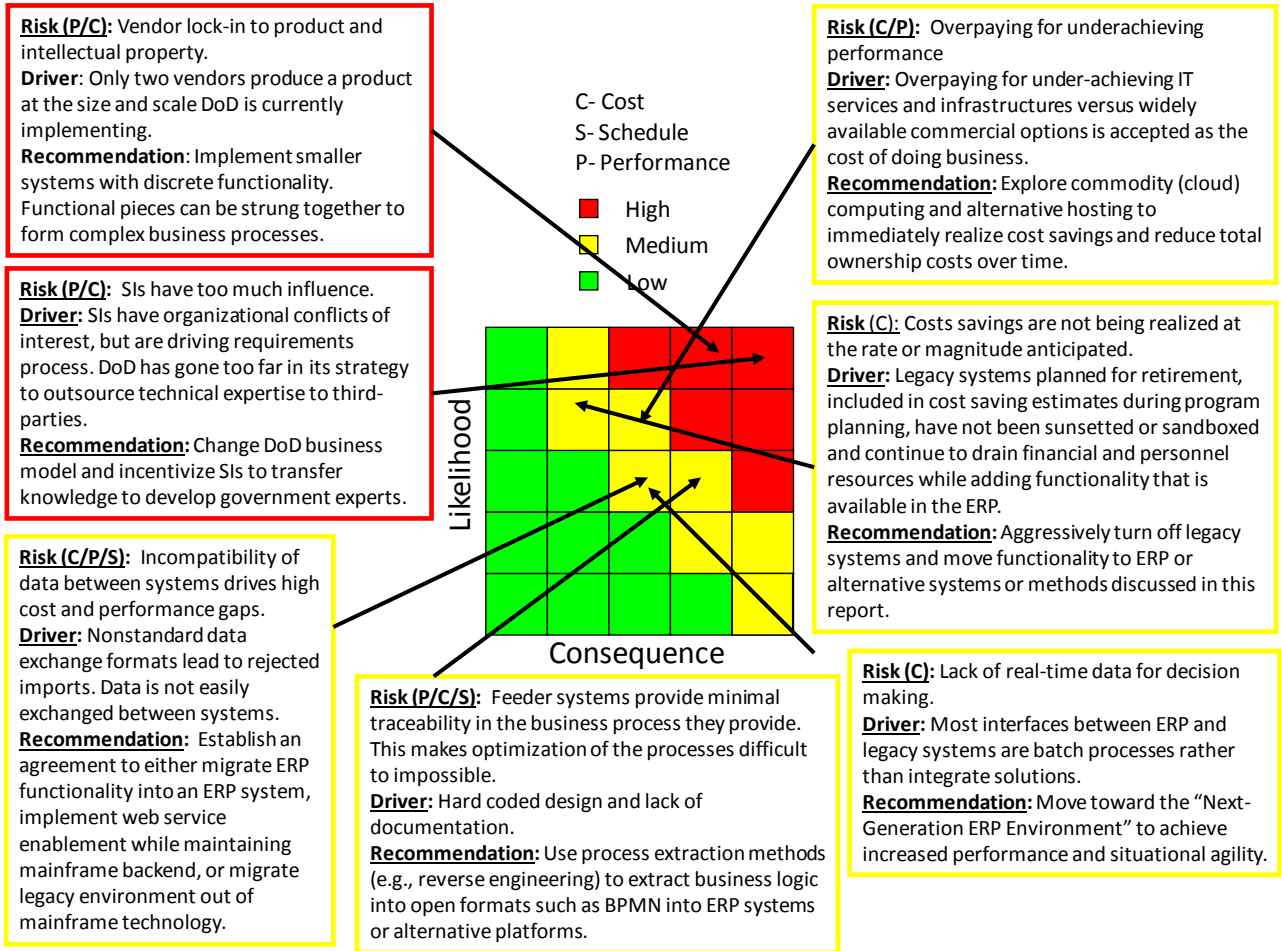 Risk (P/C): Vendor lock-in to product and
intellectual property.
Driver: Only two vendors produce a product
at the size and scale DoD is currently
implementing.
Recommendation: Implement smaller
systems with discrete functionality.
Functional pieces can be strung together to
form complex business processes.
Risk (P/C): SIs have too much influence.
Driver: SIs have organizational conflicts of
interest, but are driving requirements
process. DoD has gone too far in its strategy
to outsource technical expertise to third-
parties.
Recommendation: Change DoD business
model and incentivize SIs to transfer
knowledge to develop government experts.
Risk (C/P/S): Incompatibility of
data between systems drives high
cost and performance gaps.
Driver: Nonstandard data
exchange formats lead to rejected
imports. Data is not easily
exchanged between systems.
Recommendation: Establish an
agreement to either migrate ERP
functionality into an ERP system,
implement web service
enablement while maintaining
mainframe backend, or migrate
legacy environment out of
mainframe technology.
C- Cost
S- Schedule
P- Performance
High
Medium
Low
Likelihood
Consequence
Risk (P/C/S): Feeder systems provide minimal
traceability in the business process they provide.
This makes optimization of the processes difficult
to impossible.
Driver: Hard coded design and lack of
documentation.
Recommendation: Use process extraction methods
(e.g., reverse engineering) to extract business logic
into open formats such as BPMN into ERP systems
or alternative platforms.
Risk (C/P): Overpaying for underachieving
performance
Driver: Overpaying for under-achieving IT
services and infrastructures versus widely
available commercial options is accepted as the
cost of doing business.
Recommendation: Explore commodity (cloud)
computing and alternative hosting to
immediately realize cost savings and reduce total
ownership costs over time.
Risk (C): Costs savings are not being realized at
the rate or magnitude anticipated.
Driver: Legacy systems planned for retirement,
included in cost saving estimates during program
planning, have not been sunsetted or sandboxed
and continue to drain financial and personnel
resources while adding functionality that is
available in the ERP.
Recommendation: Aggressively turn off legacy
systems and move functionality to ERP or
alternative systems or methods discussed in this
report.
Risk (C): Lack of real-time data for decision
making.
Driver: Most interfaces between ERP and
legacy systems are batch processes rather
than integrate solutions.
Recommendation: Move toward the “Next-
Generation ERP Environment” to achieve
increased performance and situational agility.